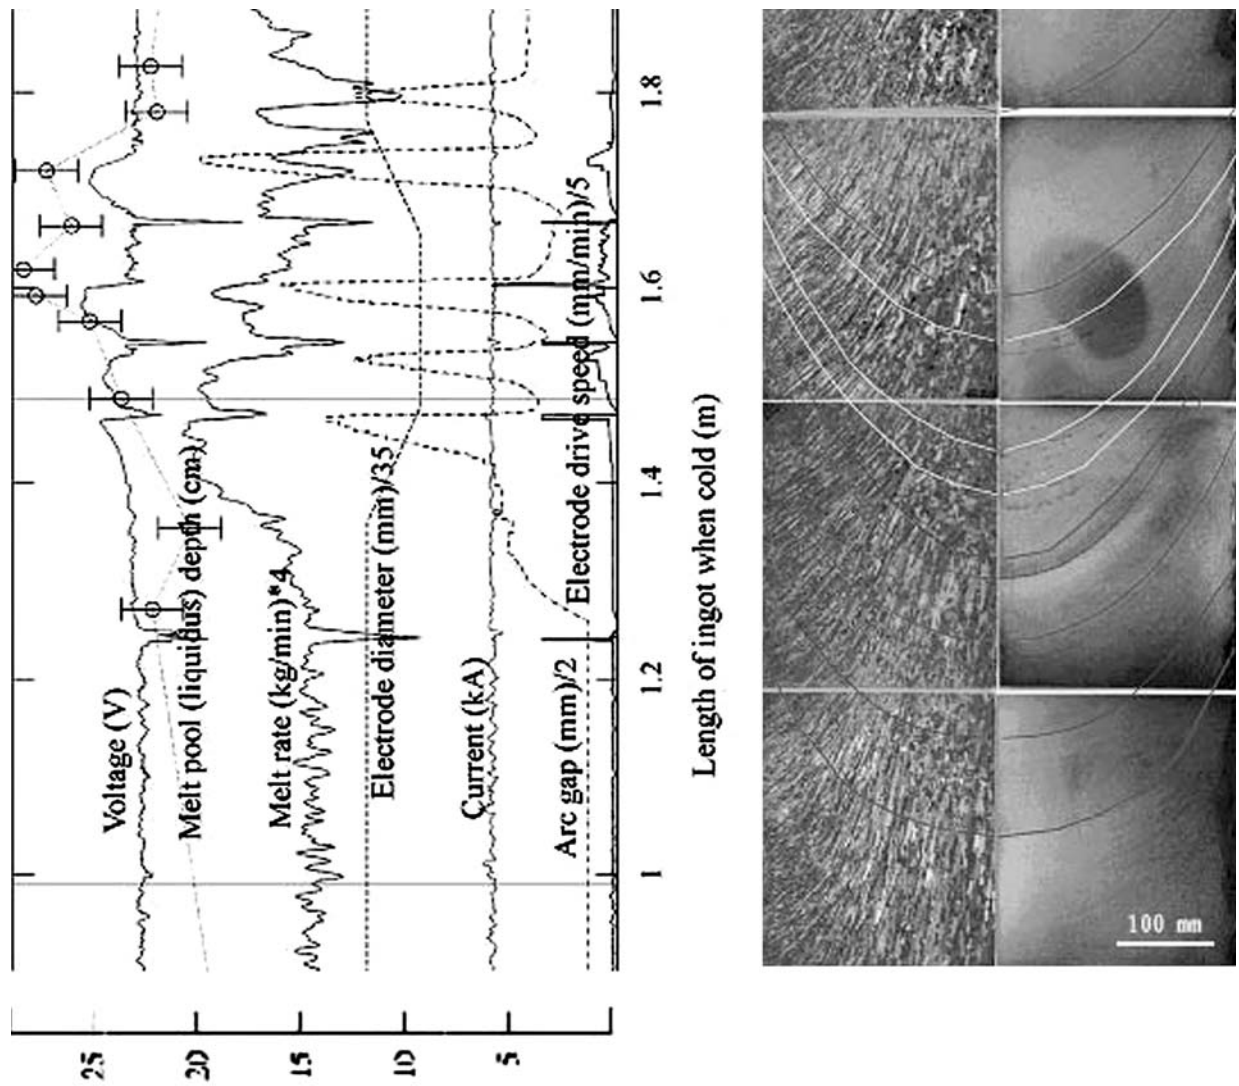 Voltage (V)
Melt pool (liquidus) depth (cm)
Melt rate (kg/min)*4
Electrode diameter (mm)/35
Current (kA)
Arc gap (mm)/2
Electrode drive speed (mm/min)/5
1.8
1.6
1.4
1.2
1
Length of ingot when cold (m)
25
20
15
10
5
100 mm